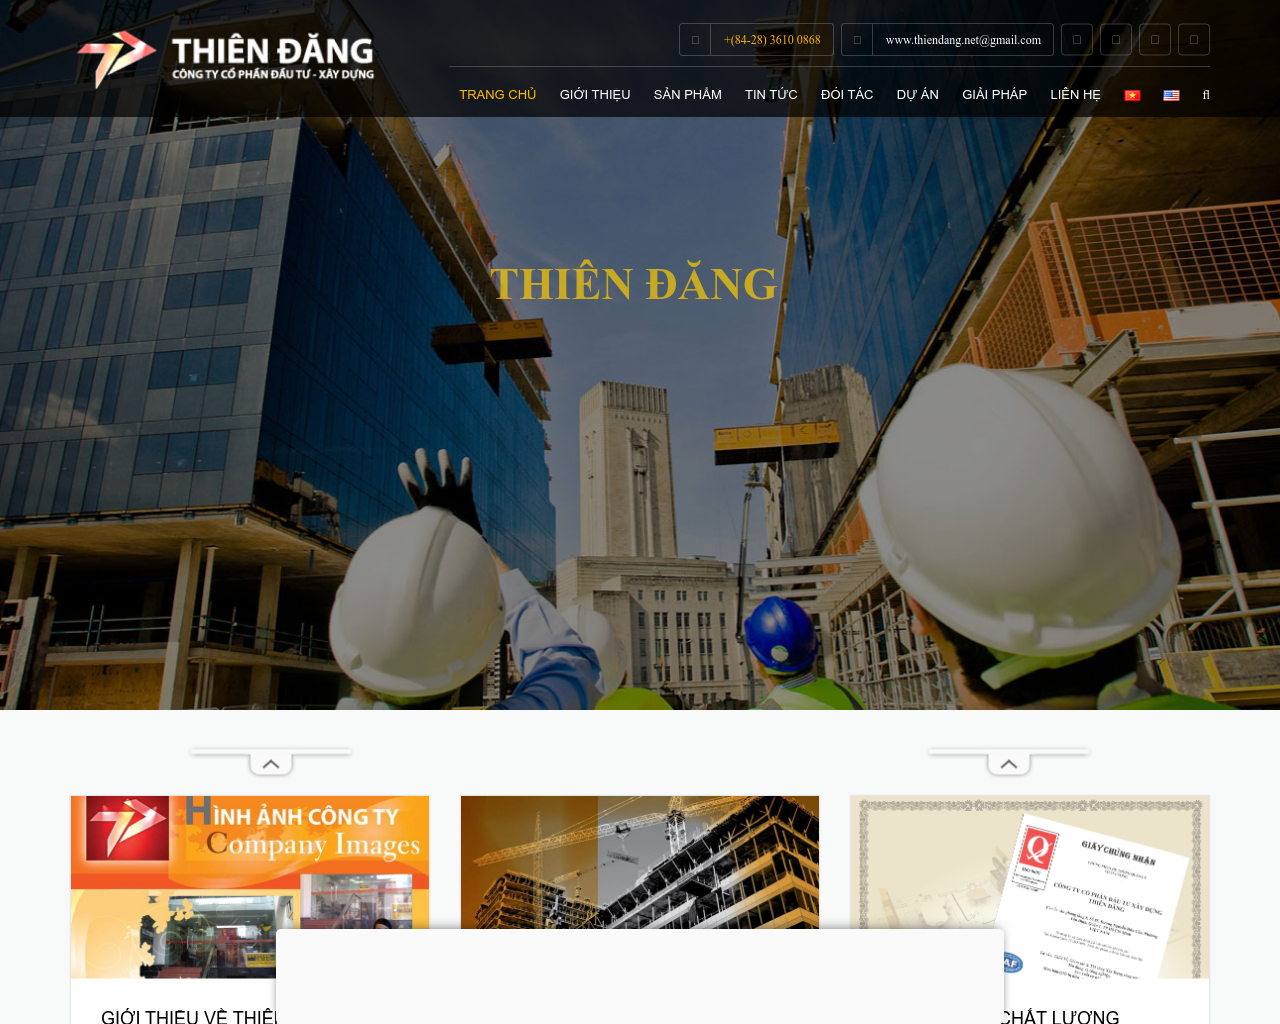 THIÊN ĐĂNG
CÔNG TY CỔ PHẦN ĐẦU TƯ - XÂY DỰNG
+(84-28) 3610 0868
www.thiendang.net@gmail.com
TRANG CHỦ GIỚI THIỆU SẢN PHẨM TIN TỨC ĐỐI TÁC DỰ ÁN GIẢI PHÁP LIÊN HỆ
THIÊN ĐĂNG
HÌNH ẢNH CÔNG TY
Company Images
GIẤY CHỨNG NHẬN
CÔNG TY CỔ PHẦN ĐẦU TƯ XÂY DỰNG
THIÊN ĐĂNG
VIỆT NAM
GIỚI THIỆU VỀ
CHẤT LƯỢNG